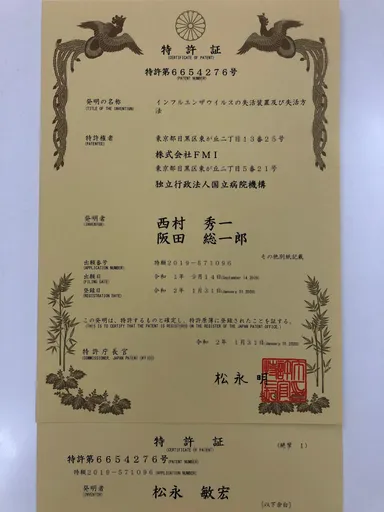 特許証
(CERTIFICATE OF PATENT)
特許第6654276号
(PATENT NUMBER)
発明の名称
(TITLE OF THE INVENTION)
インフルエンザウイルスの失活装置及び失活方
法
特許権者
(PATENTEE)
東京都目黒区東が丘二丁目13番25号
株式会社FMI
東京都目黒区東が丘二丁目5番21号
独立行政法人国立病院機構
発明者
(INVENTOR)
西村 秀一
阪田 総一郎
その他別紙記載
出願番号
(APPLICATION NUMBER)
特願2019-571096
出願日
(FILING DATE)
令和 1年 9月14日(September 14,2019)
登録日
(REGISTRATION DATE)
令和 2年 1月31日(January 31,2020)
この発明は、特許するものと確定し、特許原簿に登録されたことを証する。
(THIS IS TO CERTIFY THAT THE PATENT IS REGISTERED ON THE REGISTER OF THE JAPAN PATENT OFFICE.)
令和 2年 1月31日(January 31,2020)
特許庁長官
(COMMISSIONER, JAPAN PATENT OFFICE)
松永 明
特許証
(CERTIFICATE OF PATENT)
(続葉 1)
特許第6654276号
(PATENT NUMBER)
特願2019-571096
(APPLICATION NUMBER)
発明者
(INVENTOR)
松永 敏宏
[以下余白]